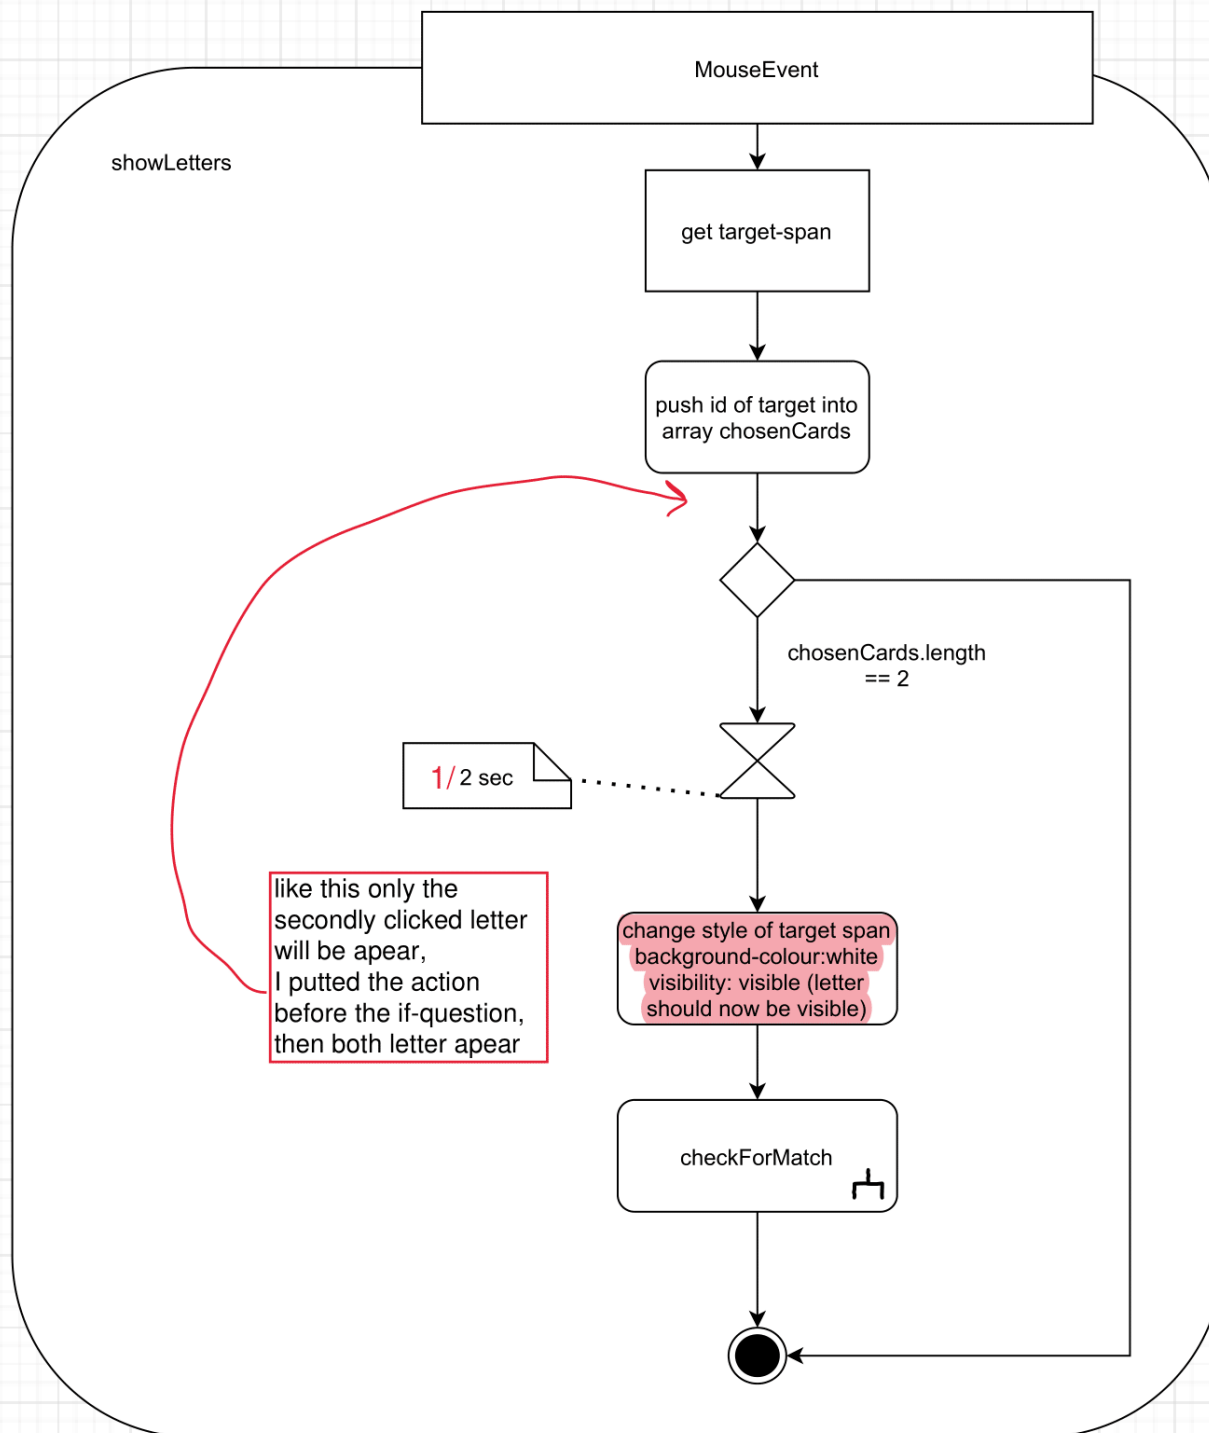 MouseEvent
showLetters
get target-span
push id of target into
array chosenCards
chosenCards.length
== 2
1/2 sec
like this only the
secondly clicked letter
will be apear,
I putted the action
before the if-question,
then both letter apear
change style of target span
background-colour:white
visibility: visible (letter
should now be visible)
checkForMatch